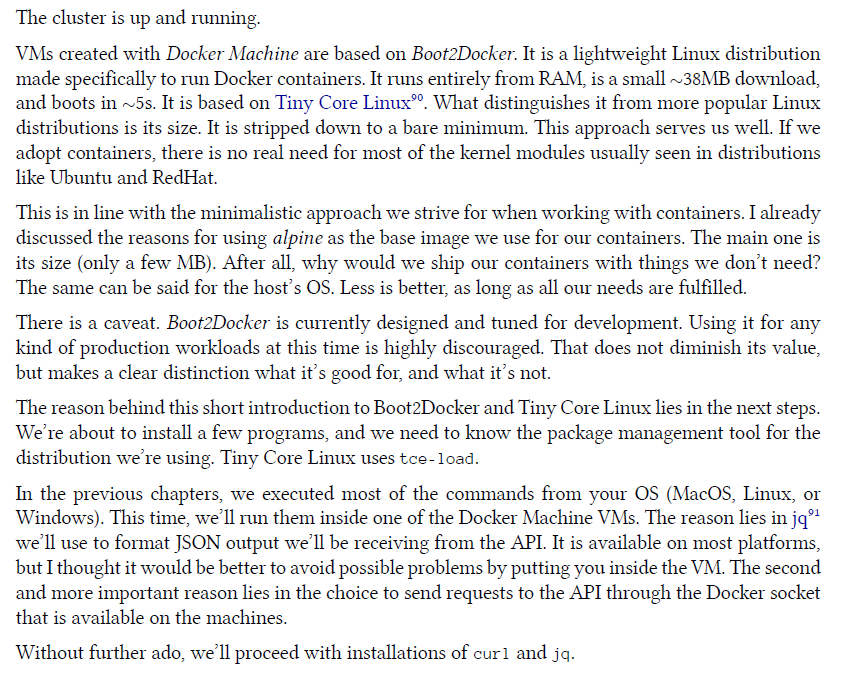 The cluster is up and running.
VMs created with Docker Machine are based on Boot2Docker. It is a lightweight Linux distribution
made specifically to run Docker containers. It runs entirely from RAM, is a small ~38MB download,
and boots in ~5s. It is based on Tiny Core Linux⁹⁰. What distinguishes it from more popular Linux
distributions is its size. It is stripped down to a bare minimum. This approach serves us well. If we
adopt containers, there is no real need for most of the kernel modules usually seen in distributions
like Ubuntu and RedHat.
This is in line with the minimalistic approach we strive for when working with containers. I already
discussed the reasons for using alpine as the base image we use for our containers. The main one is
its size (only a few MB). After all, why would we ship our containers with things we don't need?
The same can be said for the host's OS. Less is better, as long as all our needs are fulfilled.
There is a caveat. Boot2Docker is currently designed and tuned for development. Using it for any
kind of production workloads at this time is highly discouraged. That does not diminish its value,
but makes a clear distinction what it's good for, and what it's not.
The reason behind this short introduction to Boot2Docker and Tiny Core Linux lies in the next steps.
We're about to install a few programs, and we need to know the package management tool for the
distribution we're using. Tiny Core Linux uses tce-load.
In the previous chapters, we executed most of the commands from your OS (MacOS, Linux, or
Windows). This time, we'll run them inside one of the Docker Machine VMs. The reason lies in jq⁹¹
we'll use to format JSON output we'll be receiving from the API. It is available on most platforms,
but I thought it would be better to avoid possible problems by putting you inside the VM. The second
and more important reason lies in the choice to send requests to the API through the Docker socket
that is available on the machines.
Without further ado, we'll proceed with installations of curl and jq.